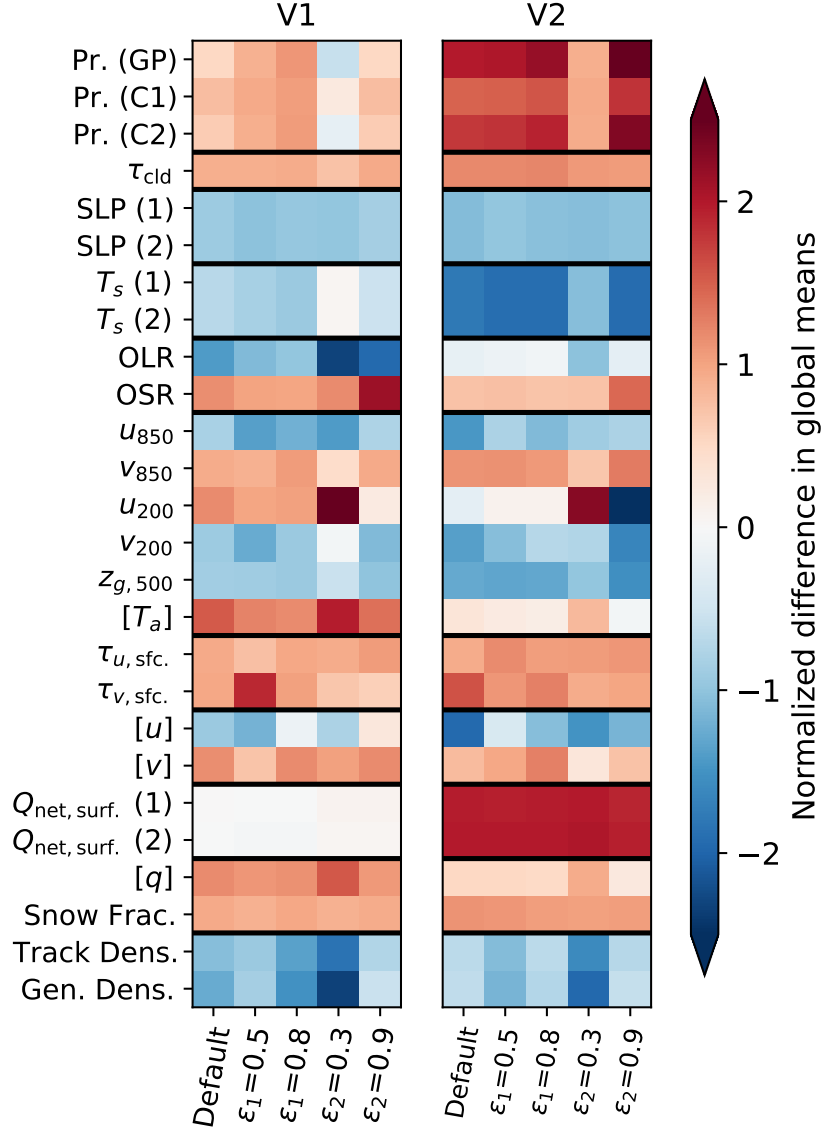 V1 V2
Pr. (GP)
Pr. (C1)
Pr. (C2)
τcld
SLP (1)
SLP (2)
Ts (1)
Ts (2)
OLR
OSR
u850
v850
u200
v200
zg,500
[Ta]
τu,sfc.
τv,sfc.
[u]
[v]
Qnet,surf. (1)
Qnet,surf. (2)
[q]
Snow Frac.
Track Dens.
Gen. Dens.
Default ε1=0.5 ε1=0.8 ε2=0.3 ε2=0.9
Default ε1=0.5 ε1=0.8 ε2=0.3 ε2=0.9
2
1
0
−1
−2
Normalized difference in global means